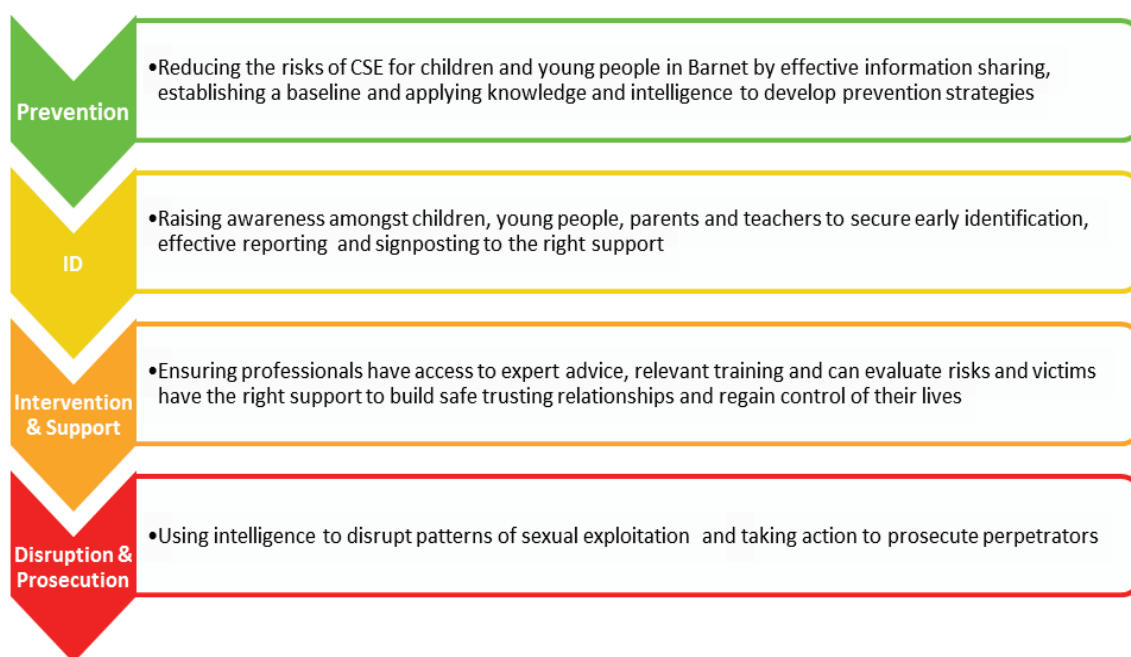 Prevention
•Reducing the risks of CSE for children and young people in Barnet by effective information sharing,
establishing a baseline and applying knowledge and intelligence to develop prevention strategies
ID
•Raising awareness amongst children, young people, parents and teachers to secure early identification,
effective reporting and signposting to the right support
Intervention
& Support
•Ensuring professionals have access to expert advice, relevant training and can evaluate risks and victims
have the right support to build safe trusting relationships and regain control of their lives
Disruption &
Prosecution
•Using intelligence to disrupt patterns of sexual exploitation and taking action to prosecute perpetrators